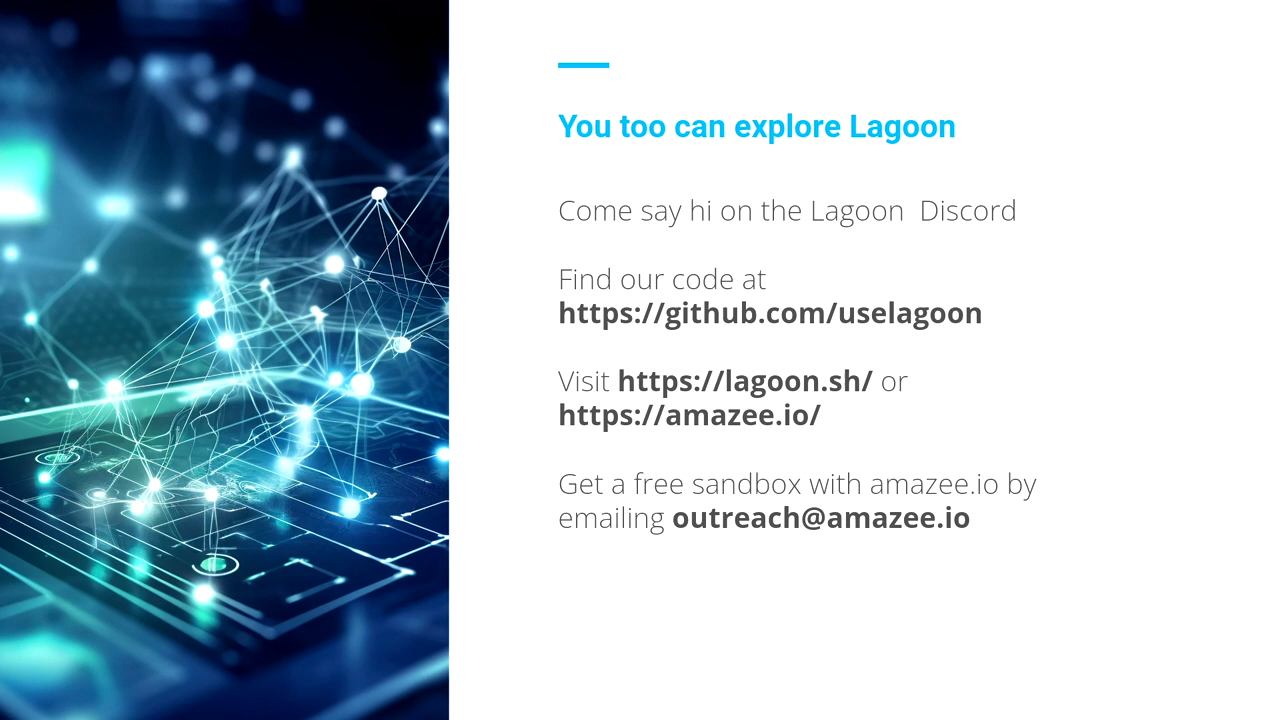 You too can explore Lagoon
Come say hi on the Lagoon  Discord
Find our code at
https://github.com/uselagoon
Visit https://lagoon.sh/ or
https://amazee.io/
Get a free sandbox with amazee.io by
emailing outreach@amazee.io